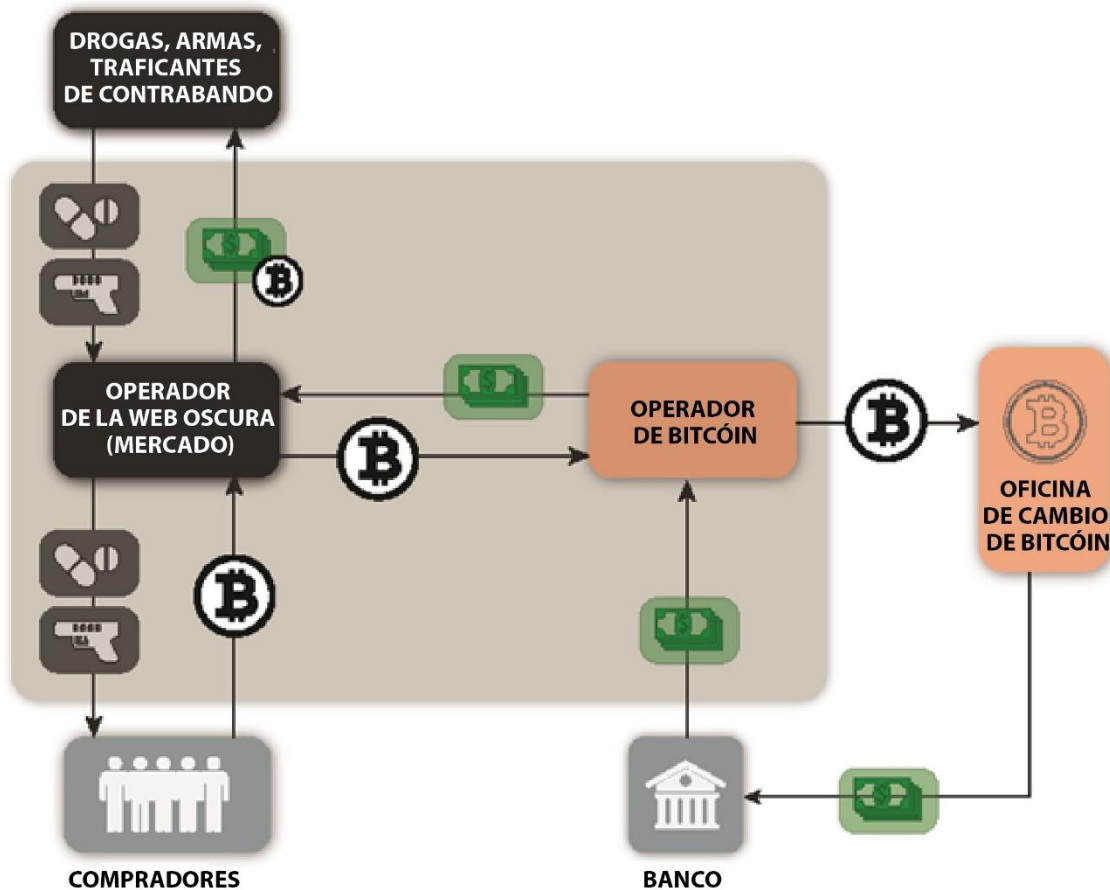 DROGAS, ARMAS,
TRAFICANTES
DE CONTRABANDO
OPERADOR
DE LA WEB OSCURA
(MERCADO)
OPERADOR
DE BITCÓIN
OFICINA
DE CAMBIO
DE BITCÓIN
COMPRADORES
BANCO